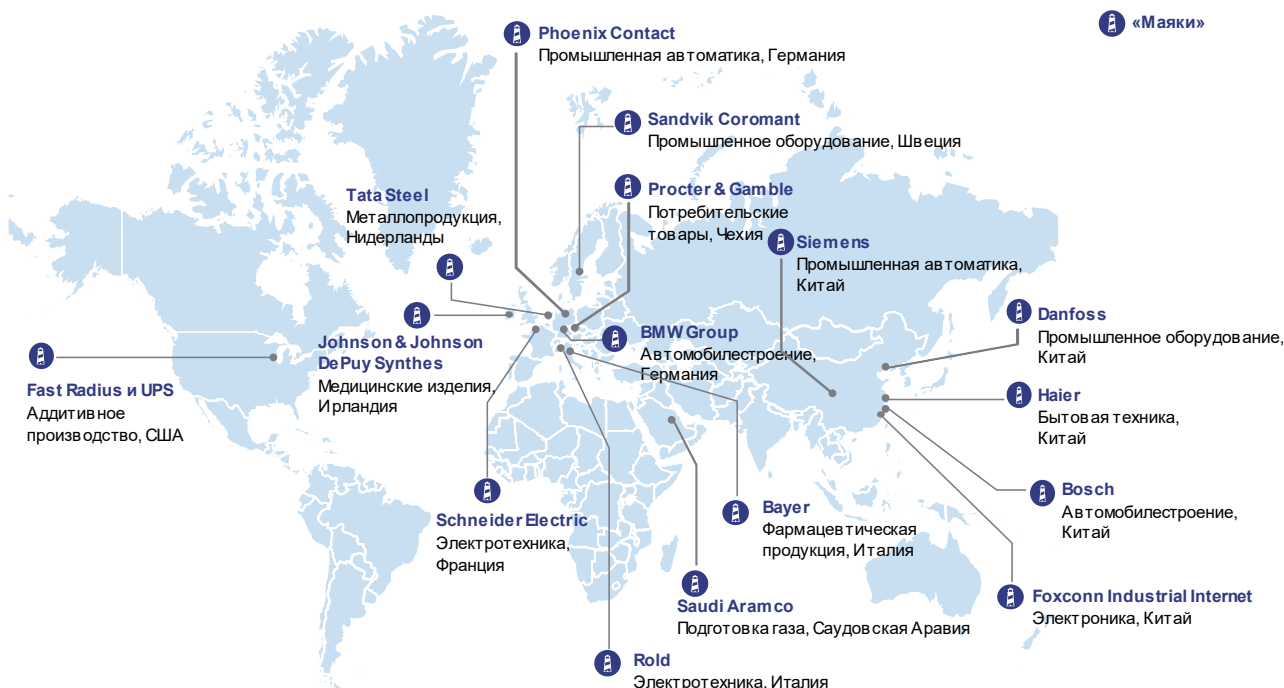 «Маяки»
Phoenix Contact
Промышленная автоматика, Германия
Sandvik Coromant
Промышленное оборудование, Швеция
Procter & Gamble
Потребительские
товары, Чехия
Tata Steel
Металлопродукция,
Нидерланды
Siemens
Промышленная автоматика,
Китай
Danfoss
Промышленное оборудование,
Китай
BMW Group
Автомобилестроение,
Германия
Johnson & Johnson
DePuy Synthes
Медицинские изделия,
Ирландия
Fast Radius и UPS
Аддитивное
производство, США
Haier
Бытовая техника,
Китай
Bosch
Автомобилестроение,
Китай
Schneider Electric
Электротехника,
Франция
Bayer
Фармацевтическая
продукция, Италия
Saudi Aramco
Подготовка газа, Саудовская Аравия
Foxconn Industrial Internet
Электроника, Китай
Rold
Электротехника, Италия